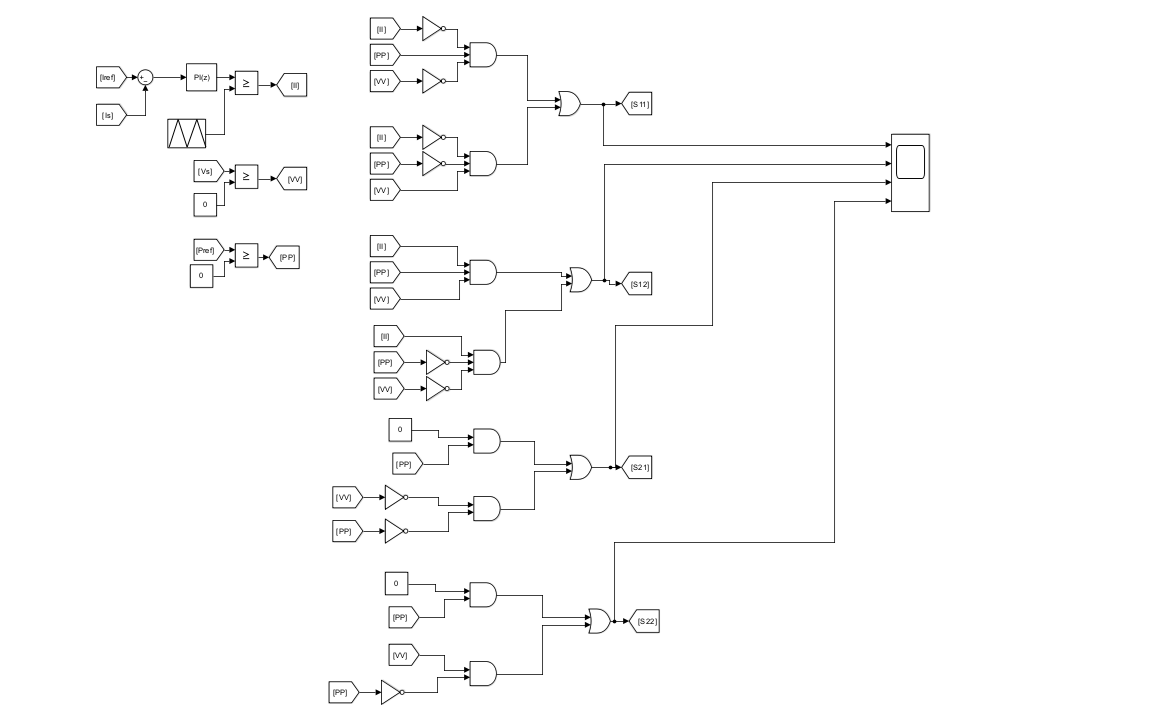 [Iref]
+
−
PI(z)
≥
[II]
[Is]
[Vs]
≥
[VV]
0
[Pref]
≥
[PP]
0
[II]
[PP]
[VV]
[S11]
[II]
[PP]
[VV]
[II]
[PP]
[VV]
[S12]
[II]
[PP]
[VV]
0
[PP]
[S21]
[VV]
[PP]
0
[PP]
[S22]
[VV]
[PP]